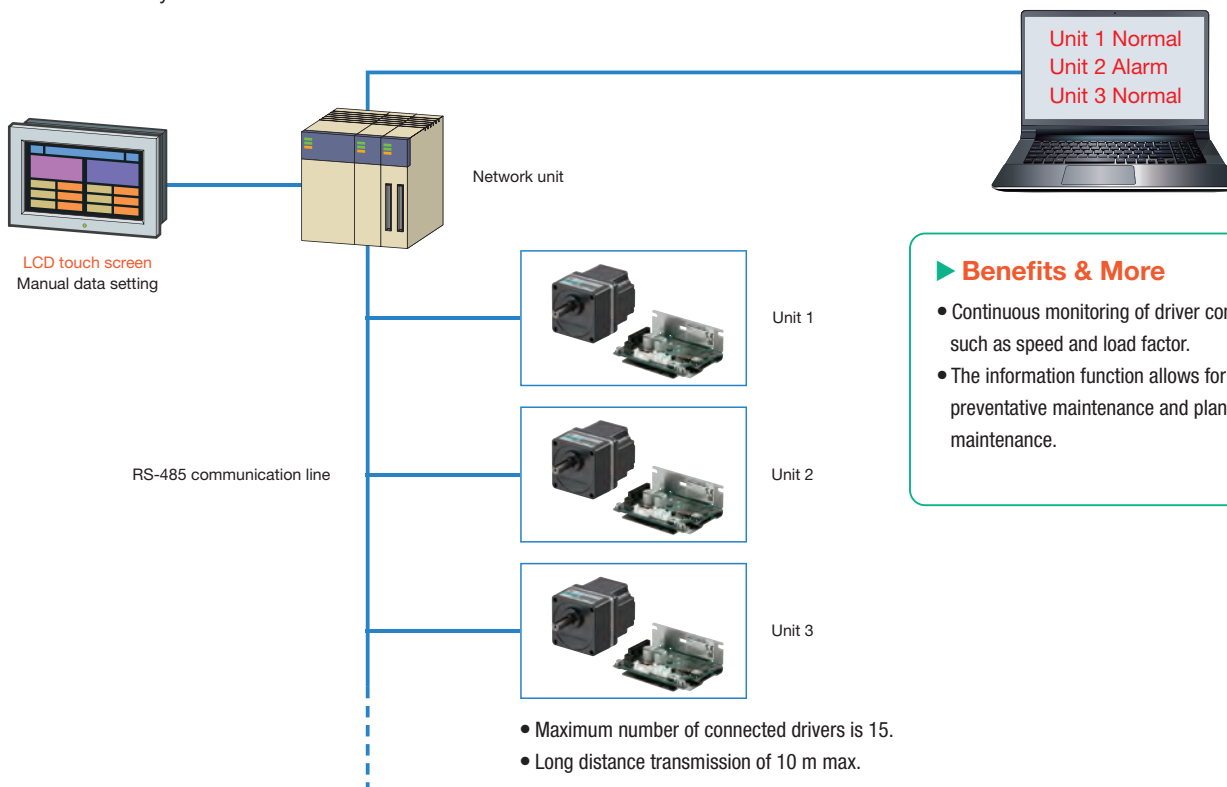 Unit 1 Normal
Unit 2 Alarm
Unit 3 Normal
Network unit
LCD touch screen
Manual data setting
Unit 1
▶ Benefits & More
• Continuous monitoring of driver
such as speed and load factor.
• The information function allows for
preventative maintenance and
maintenance.
RS-485 communication line
Unit 2
Unit 3
• Maximum number of connected drivers is 15.
• Long distance transmission of 10 m max.